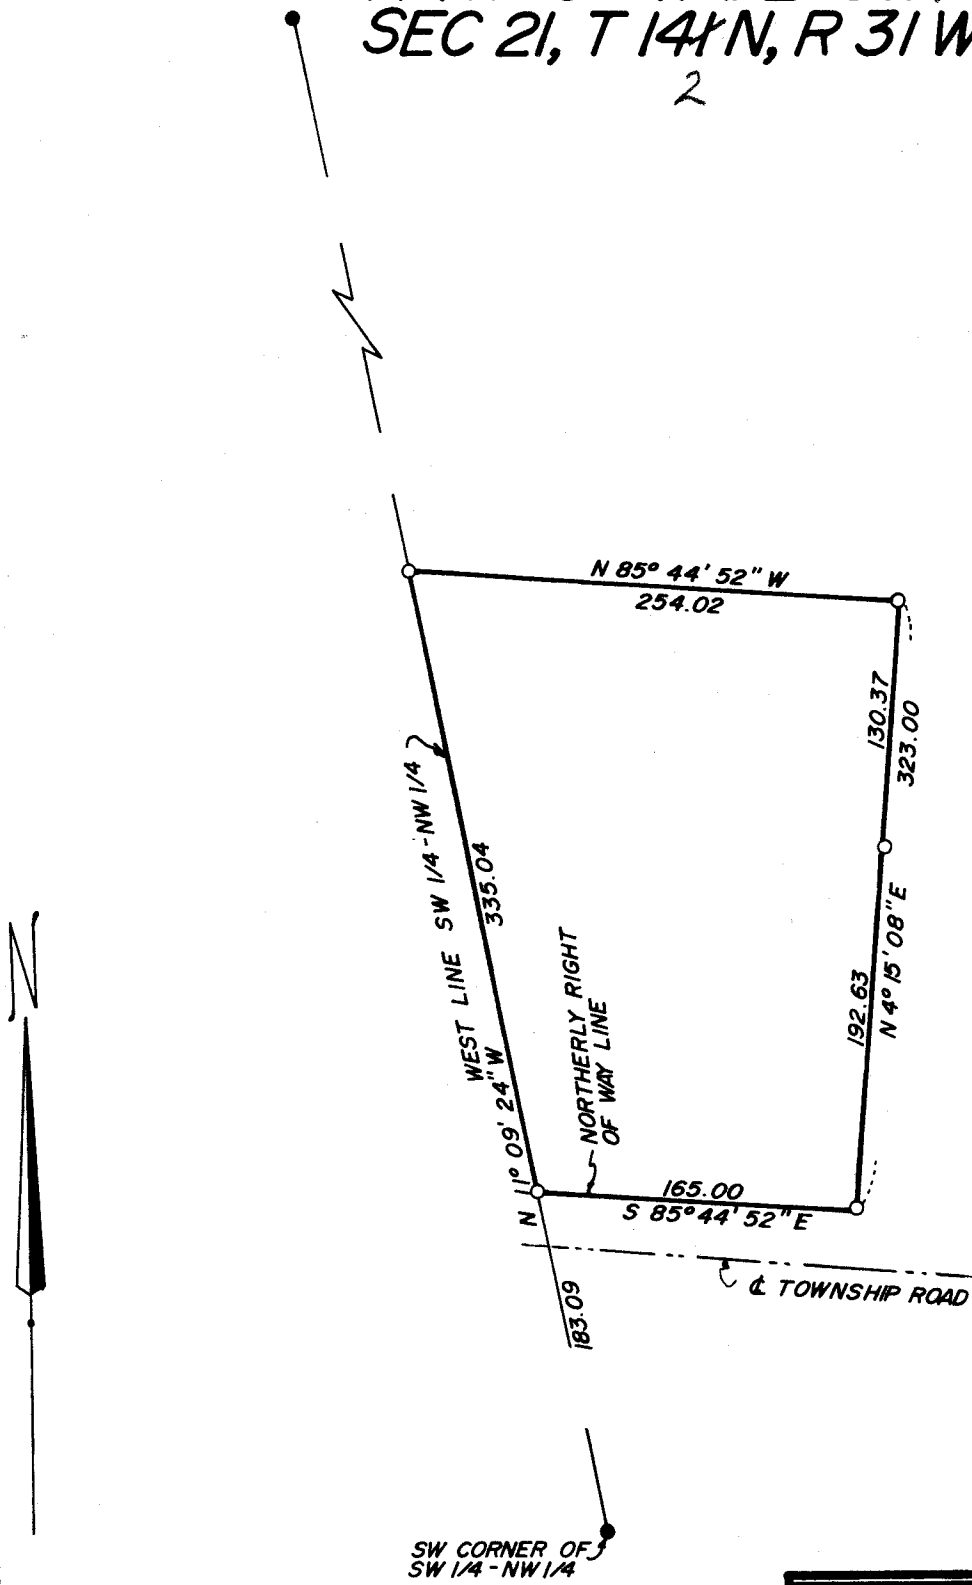 SEC 21, T 141 N, R 31 W
2
N 85° 44' 52" W
254.02
130.37
323.00
WEST LINE SW 1/4 - NW 1/4
335.04
N 11° 09' 24" W
NORTHERLY RIGHT
OF WAY LINE
192.63
N 4° 15' 08" E
N
165.00
S 85° 44' 52" E
℄ TOWNSHIP ROAD
183.09
SW CORNER OF
SW 1/4 - NW 1/4